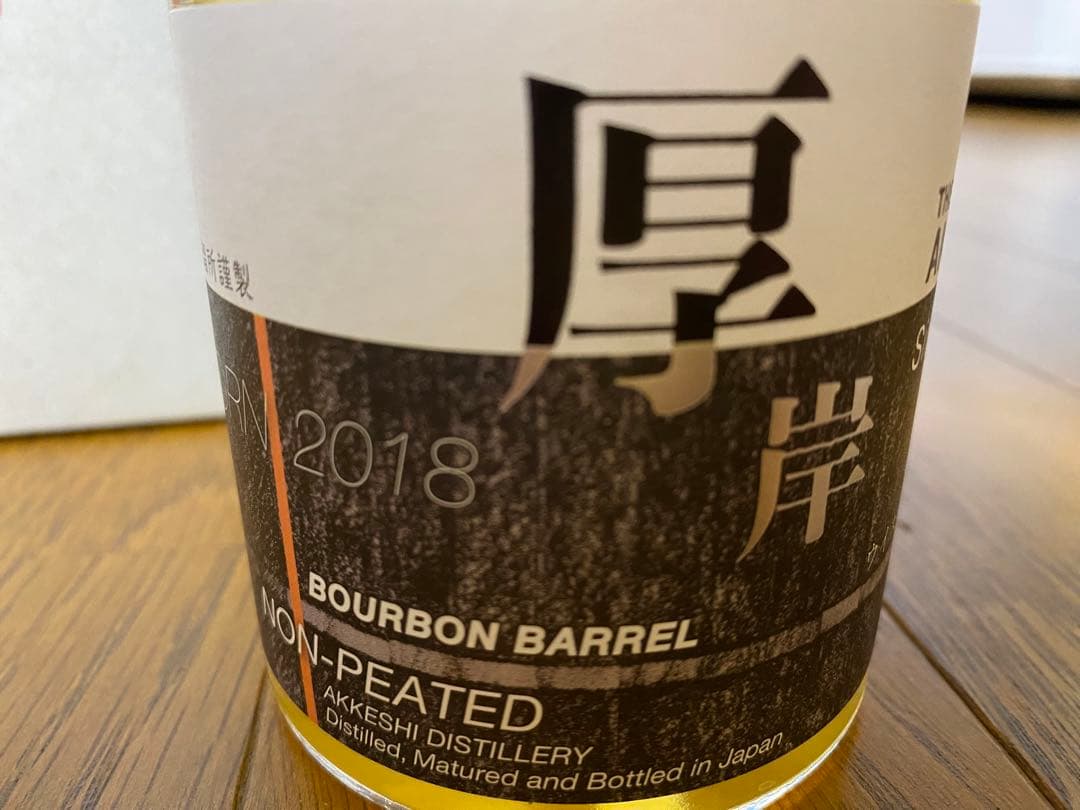 厚岸
所謹製
2018
BOURBON BARREL
NON-PEATED
AKKESHI DISTILLERY
Distilled, Matured and Bottled in Japan